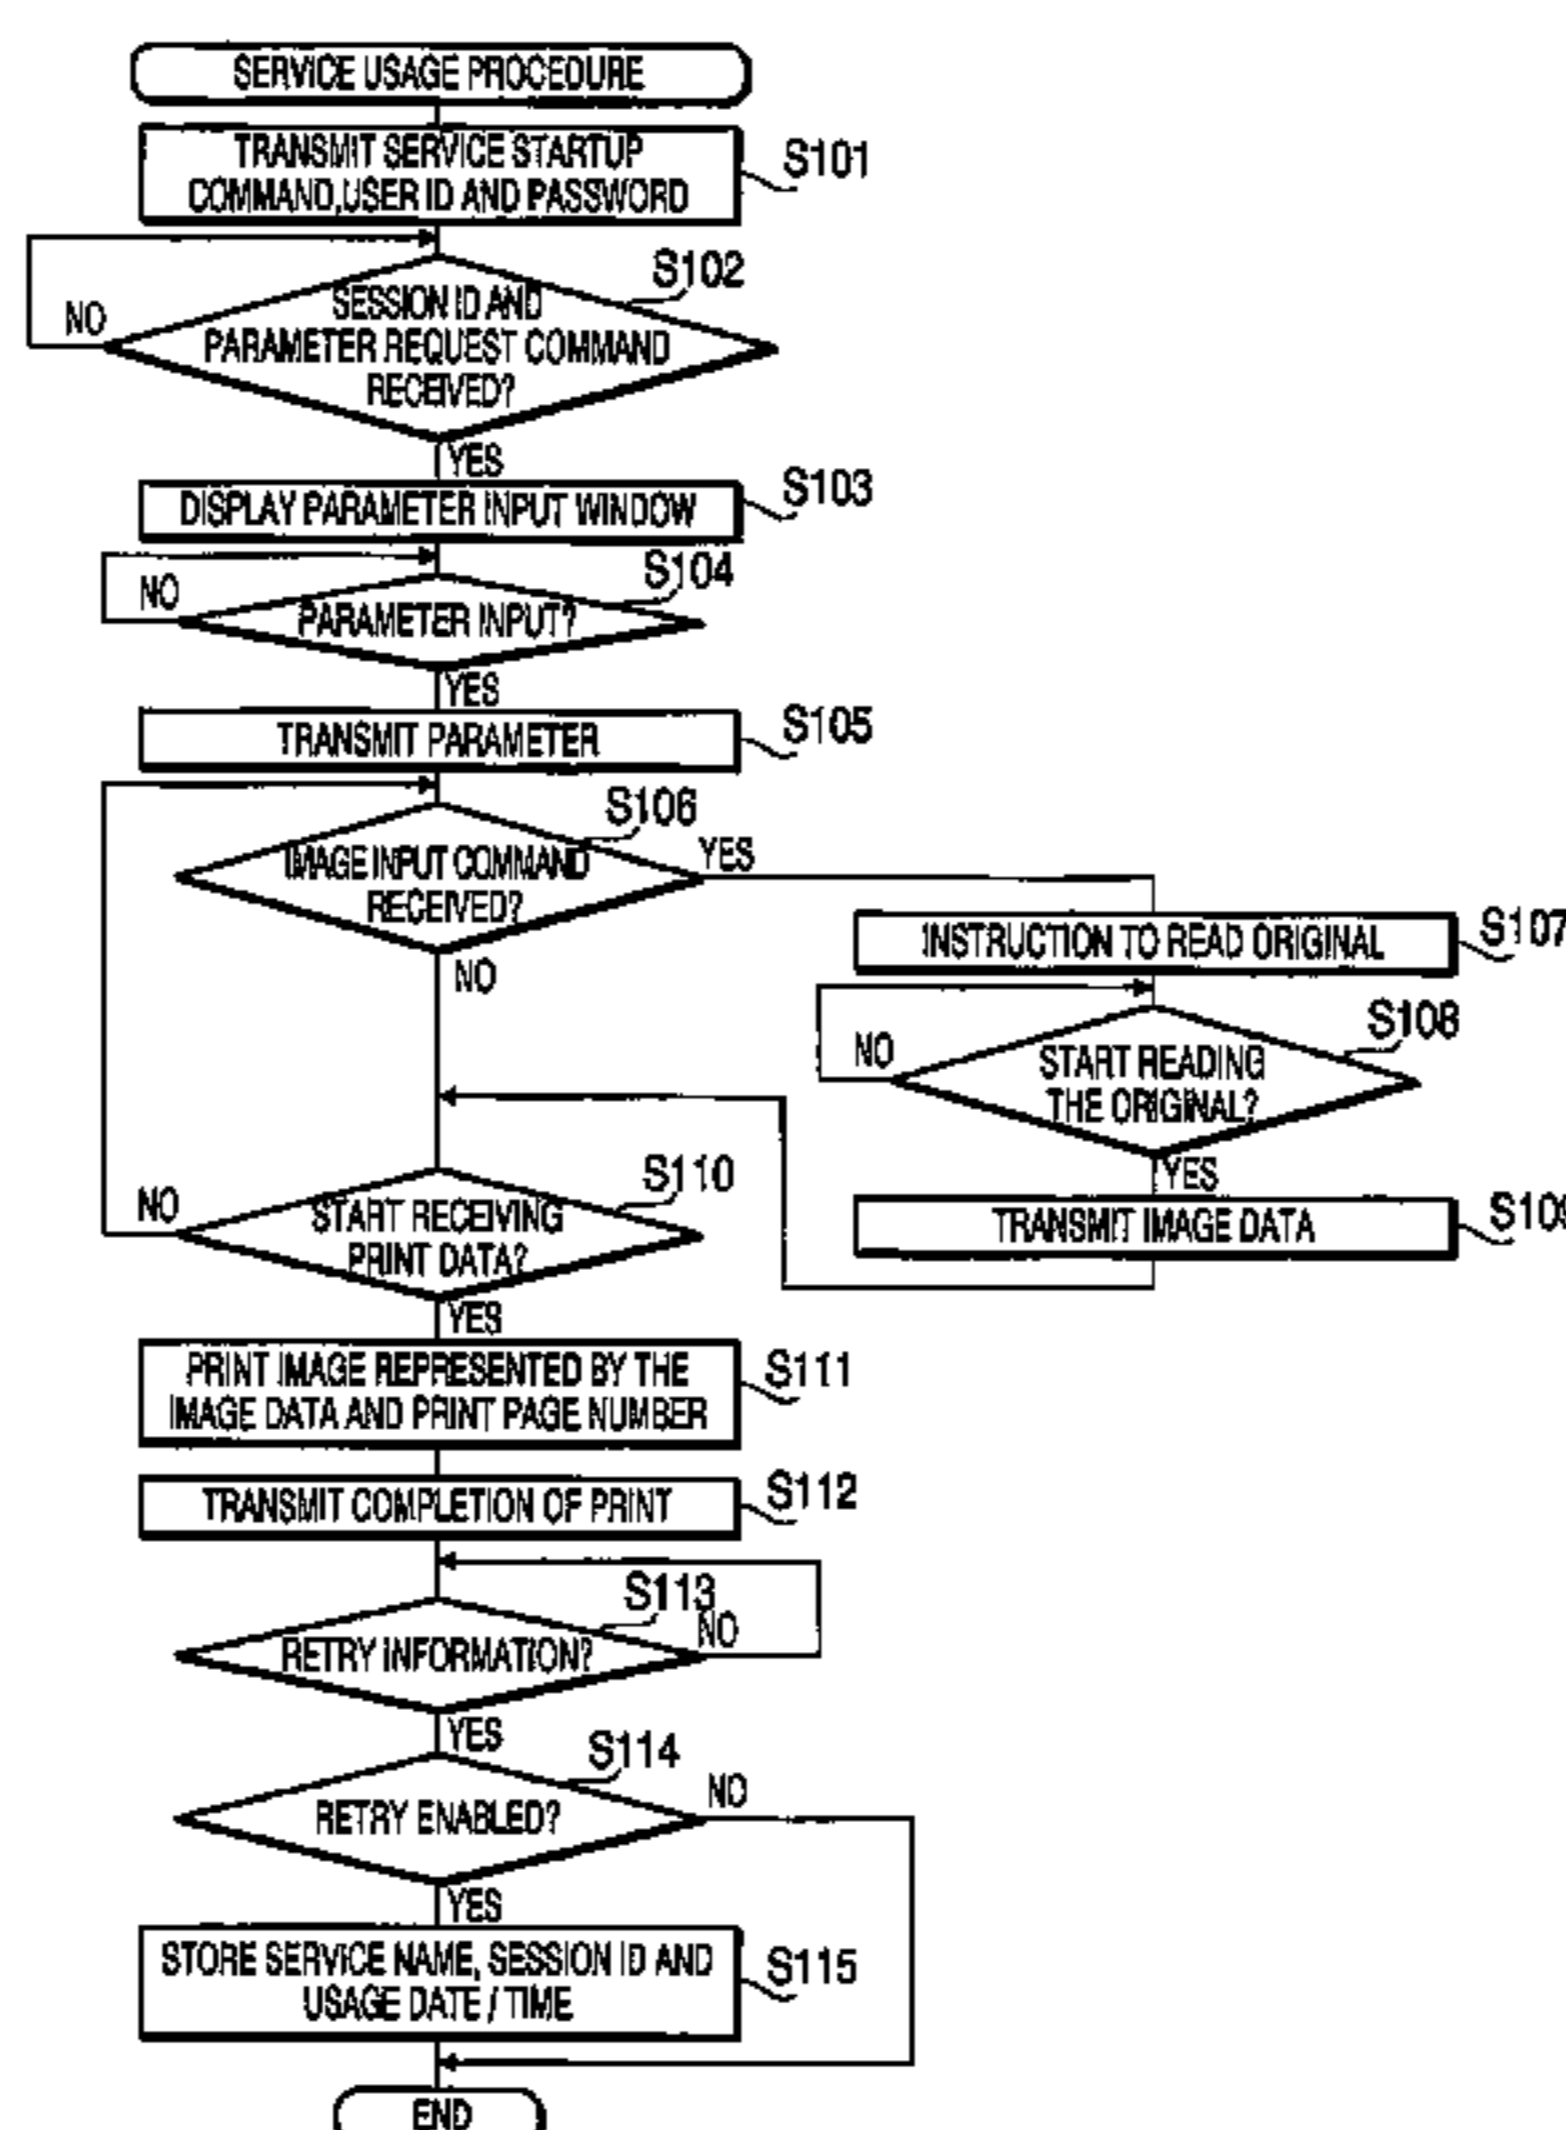 SERVICE USAGE PROCEDURE
TRANSMIT SERVICE STARTUP
COMMAND,USER ID AND PASSWORD
S101
S102
SESSION ID AND
PARAMETER REQUEST COMMAND
RECEIVED?
NO
YES
DISPLAY PARAMETER INPUT WINDOW
S103
S104
NO
PARAMETER INPUT?
YES
TRANSMIT PARAMETER
S105
S106
IMAGE INPUT COMMAND
RECEIVED?
YES
NO
INSTRUCTION TO READ ORIGINAL
S107
S108
NO
START READING
THE ORIGINAL?
YES
TRANSMIT IMAGE DATA
S109
S110
NO
START RECEIVING
PRINT DATA?
YES
PRINT IMAGE REPRESENTED BY THE
IMAGE DATA AND PRINT PAGE NUMBER
S111
TRANSMIT COMPLETION OF PRINT
S112
S113
NO
RETRY INFORMATION?
YES
S114
NO
RETRY ENABLED?
YES
STORE SERVICE NAME, SESSION ID AND
USAGE DATE / TIME
S115
END